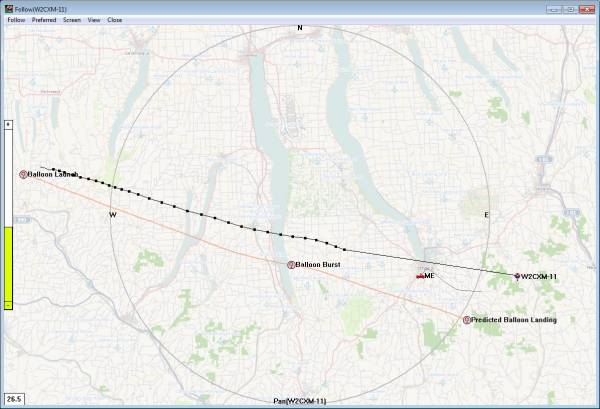 Follow(W2CXM-11)
Follow Preferred Screen View Close
N
+
Balloon Launch
W
E
Balloon Burst
ME
W2CXM-11
-
Predicted Balloon Landing
26.5
Pan(W2CXM-11)